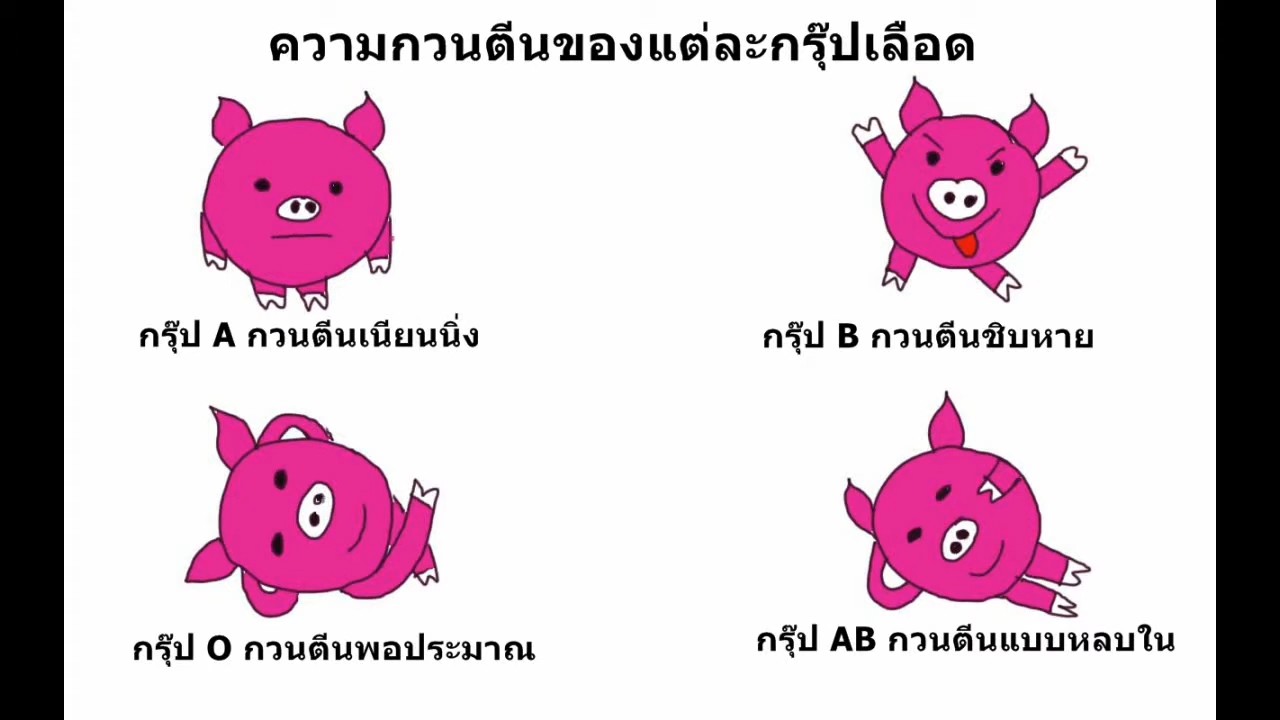 ความกวนตีนของแต่ละกรุ๊ปเลือด
กรุ๊ป A กวนตีนเนียนนิ่ง
กรุ๊ป B กวนตีนชิบหาย
กรุ๊ป O กวนตีนพอประมาณ
กรุ๊ป AB กวนตีนแบบหลบใน